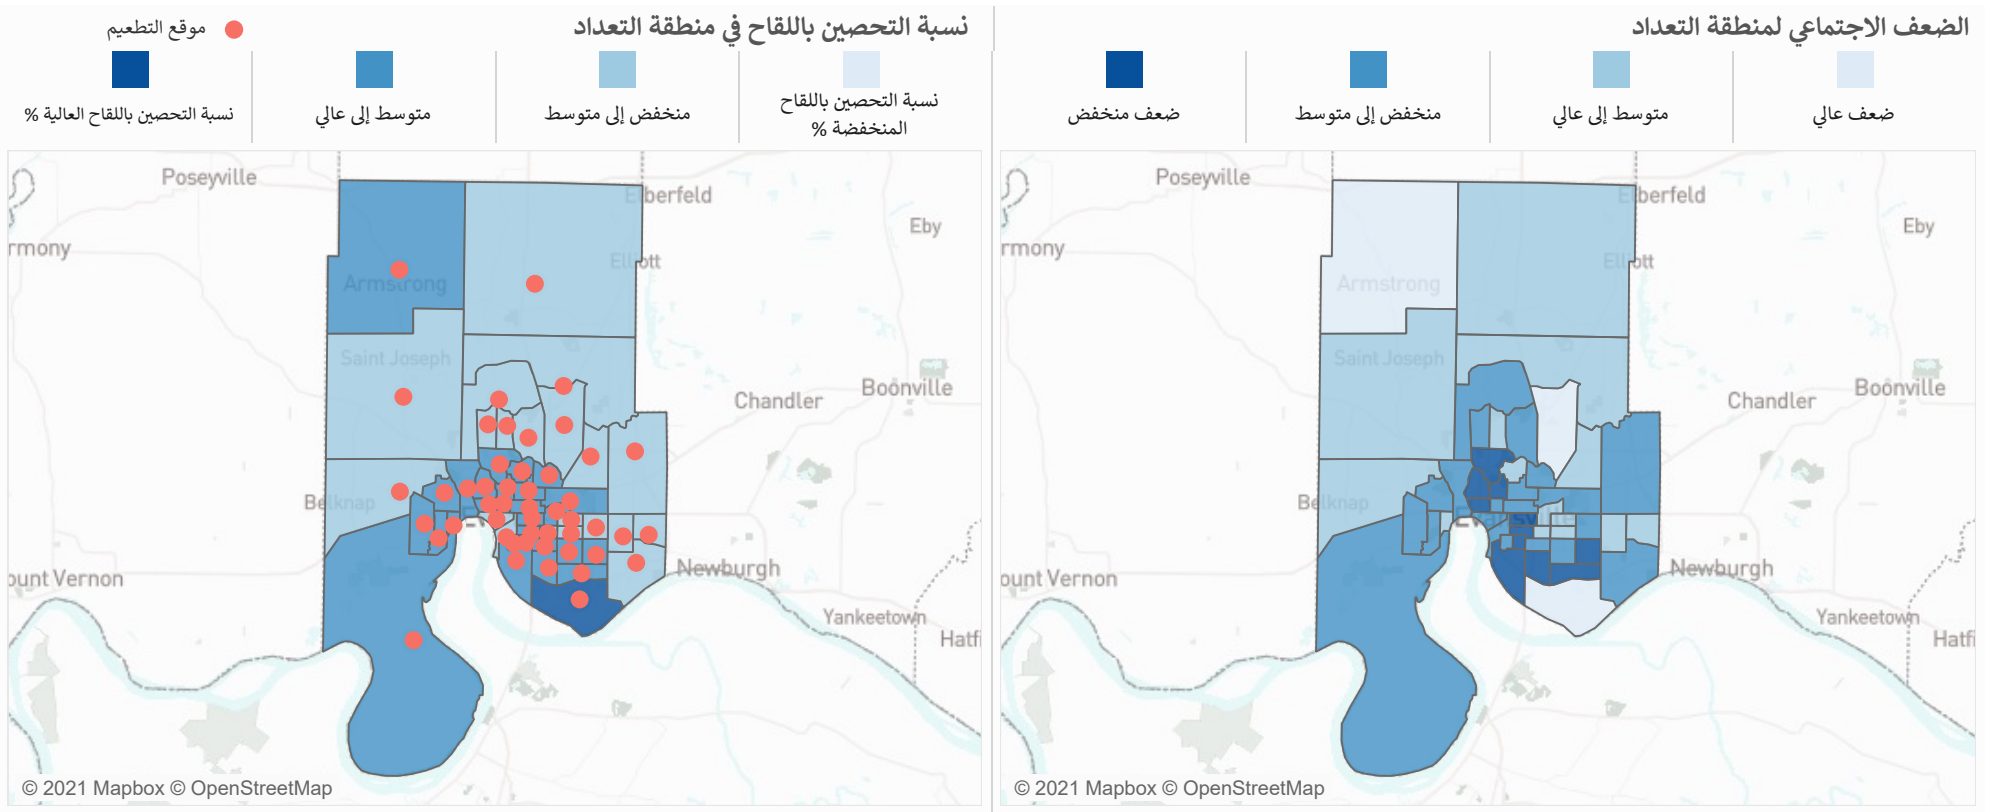 الضعف الاجتماعي لمنطقة التعداد
ضعف عالي
متوسط إلى عالي
منخفض إلى متوسط
ضعف منخفض
نسبة التحصين باللقاح في منطقة التعداد
موقع التطعيم
نسبة التحصين باللقاح
المنخفضة %
منخفض إلى متوسط
متوسط إلى عالي
نسبة التحصين باللقاح العالية %
Poseyville
Elberfeld
Eby
rmony
Elliott
Armstrong
Saint Joseph
Boonville
Chandler
Belknap
Evansville
ount Vernon
Newburgh
Yankeetown
Hatfi
© 2021 Mapbox © OpenStreetMap
Poseyville
Elberfeld
Eby
rmony
Elliott
Armstrong
Saint Joseph
Boonville
Chandler
Belknap
ount Vernon
Newburgh
Yankeetown
Hatfi
© 2021 Mapbox © OpenStreetMap